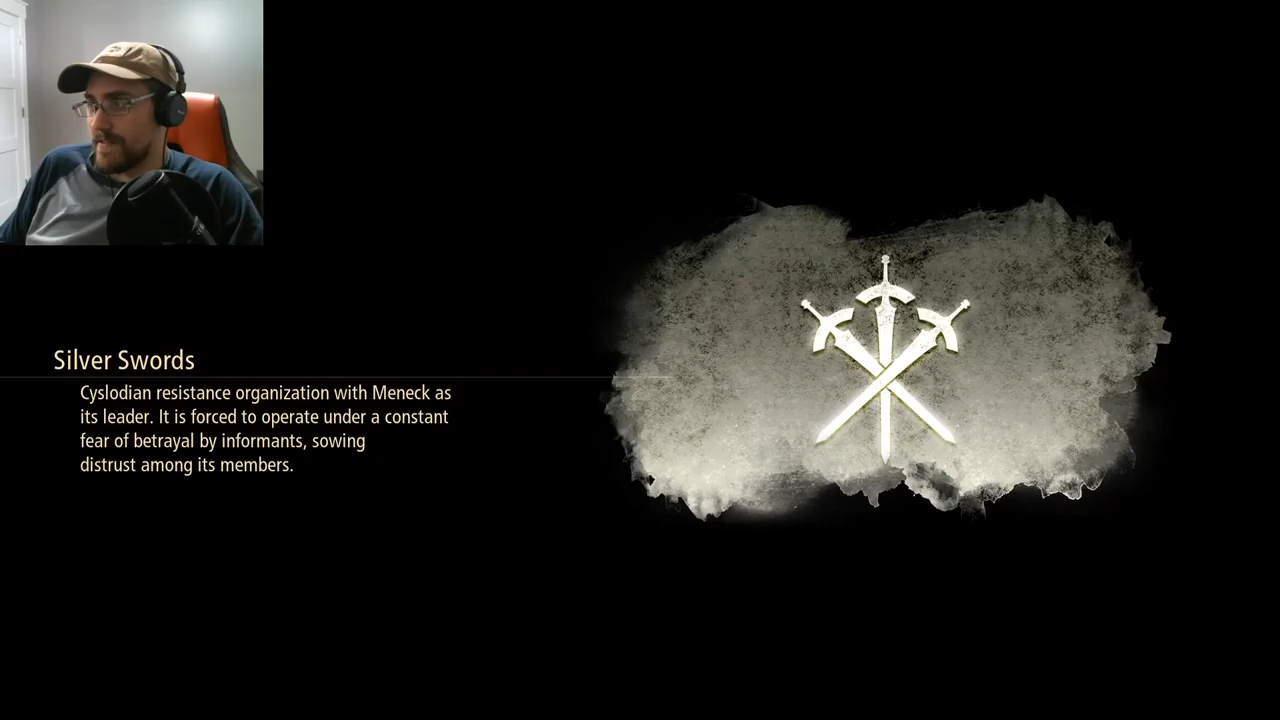 Silver Swords
Cyslodian resistance organization with Meneck as
its leader. It is forced to operate under a constant
fear of betrayal by informants, sowing
distrust among its members.